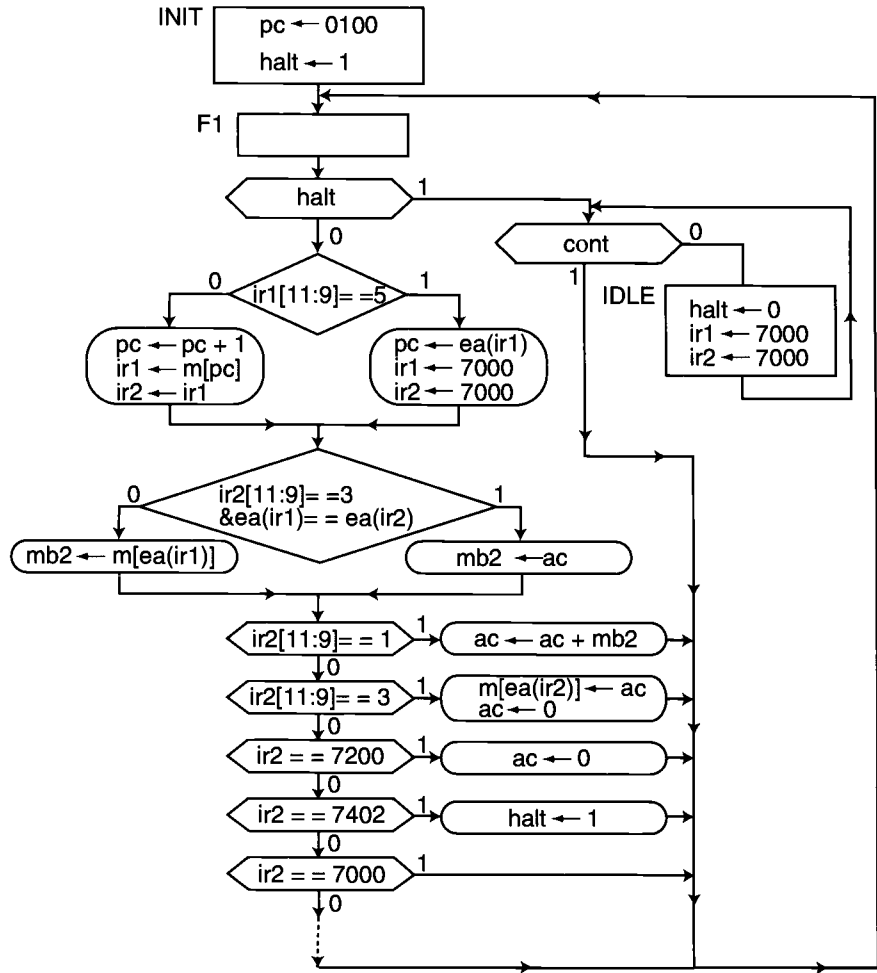 INIT
pc ← 0100
halt ← 1
F1
halt
1
0
cont
0
1
IDLE
halt ← 0
ir1 ← 7000
ir2 ← 7000
ir1[11:9]= =5
0
1
pc ← pc + 1
ir1 ← m[pc]
ir2 ← ir1
pc ← ea(ir1)
ir1 ← 7000
ir2 ← 7000
ir2[11:9]= =3
&ea(ir1)= = ea(ir2)
0
1
mb2 ← m[ea(ir1)]
mb2 ← ac
ir2[11:9]= = 1
1
ac ← ac + mb2
0
ir2[11:9]= = 3
1
m[ea(ir2)] ← ac
ac ← 0
0
ir2 = = 7200
1
ac ← 0
0
ir2 = = 7402
1
halt ← 1
0
ir2 = = 7000
1
0